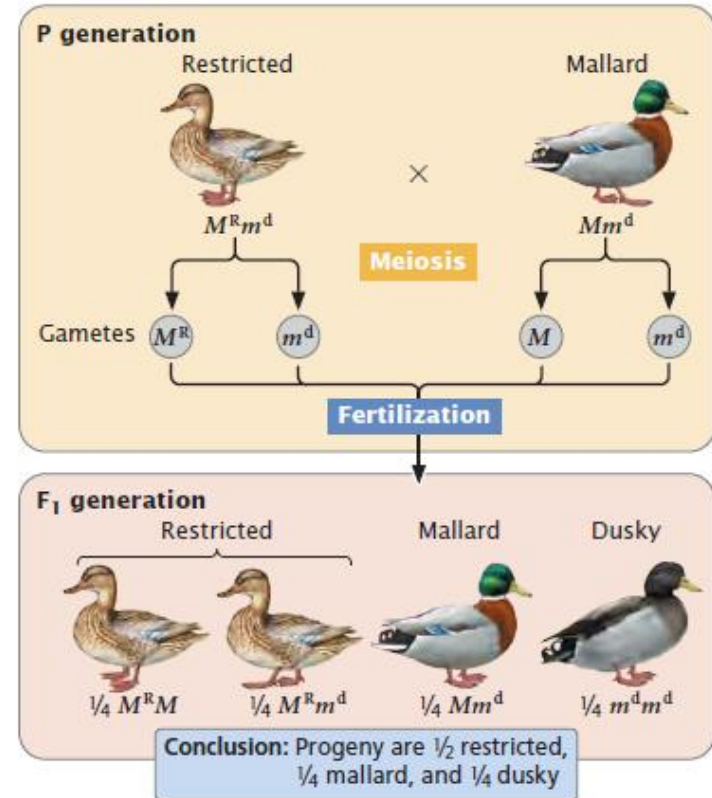 P generation
Restricted Mallard
×
Mᴿmᵈ Mmᵈ
Meiosis
Gametes Mᴿ mᵈ M mᵈ
Fertilization
F₁ generation
Restricted Mallard Dusky
¼ MᴿM ¼ Mᴿmᵈ ¼ Mmᵈ ¼ mᵈmᵈ
Conclusion: Progeny are ½ restricted,
¼ mallard, and ¼ dusky